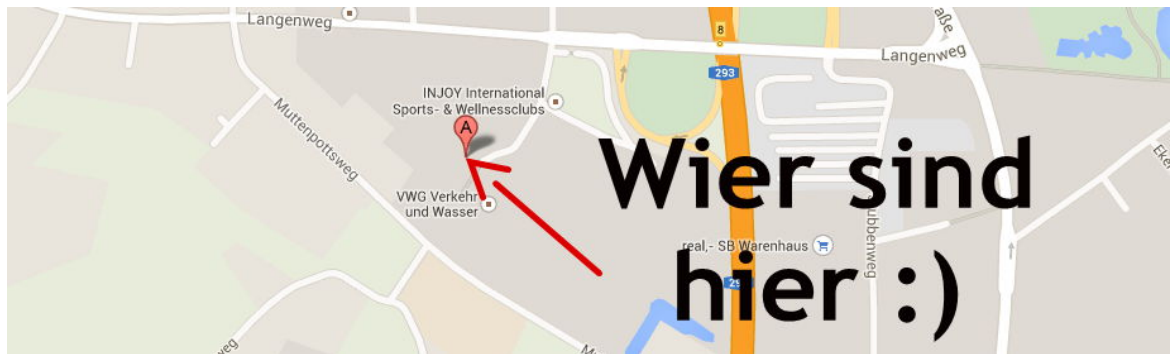 Langenweg
8
Langenweg
293
INJOY International
Sports- & Wellnessclubs
Muttenpottsweg
A
Wier sind
VWG Verkehr
und Wasser
real,- SB Warenhaus
hier :)